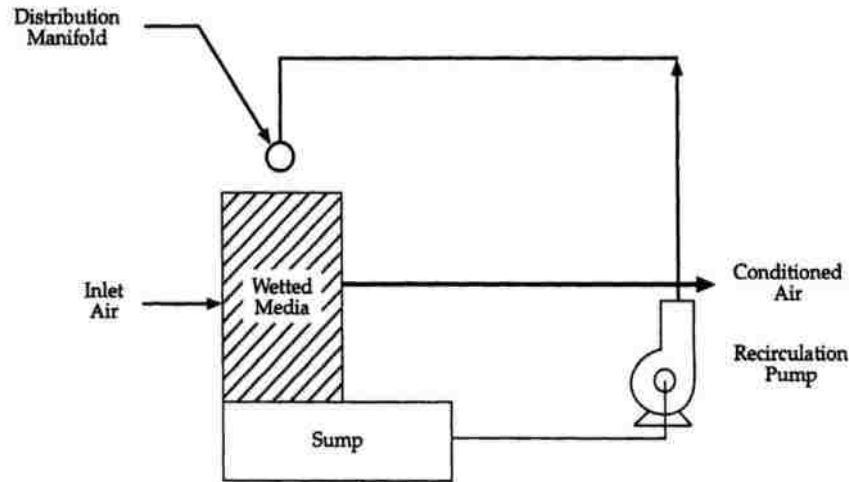 Distribution
Manifold
Inlet
Air
Wetted
Media
Conditioned
Air
Recirculation
Pump
Sump